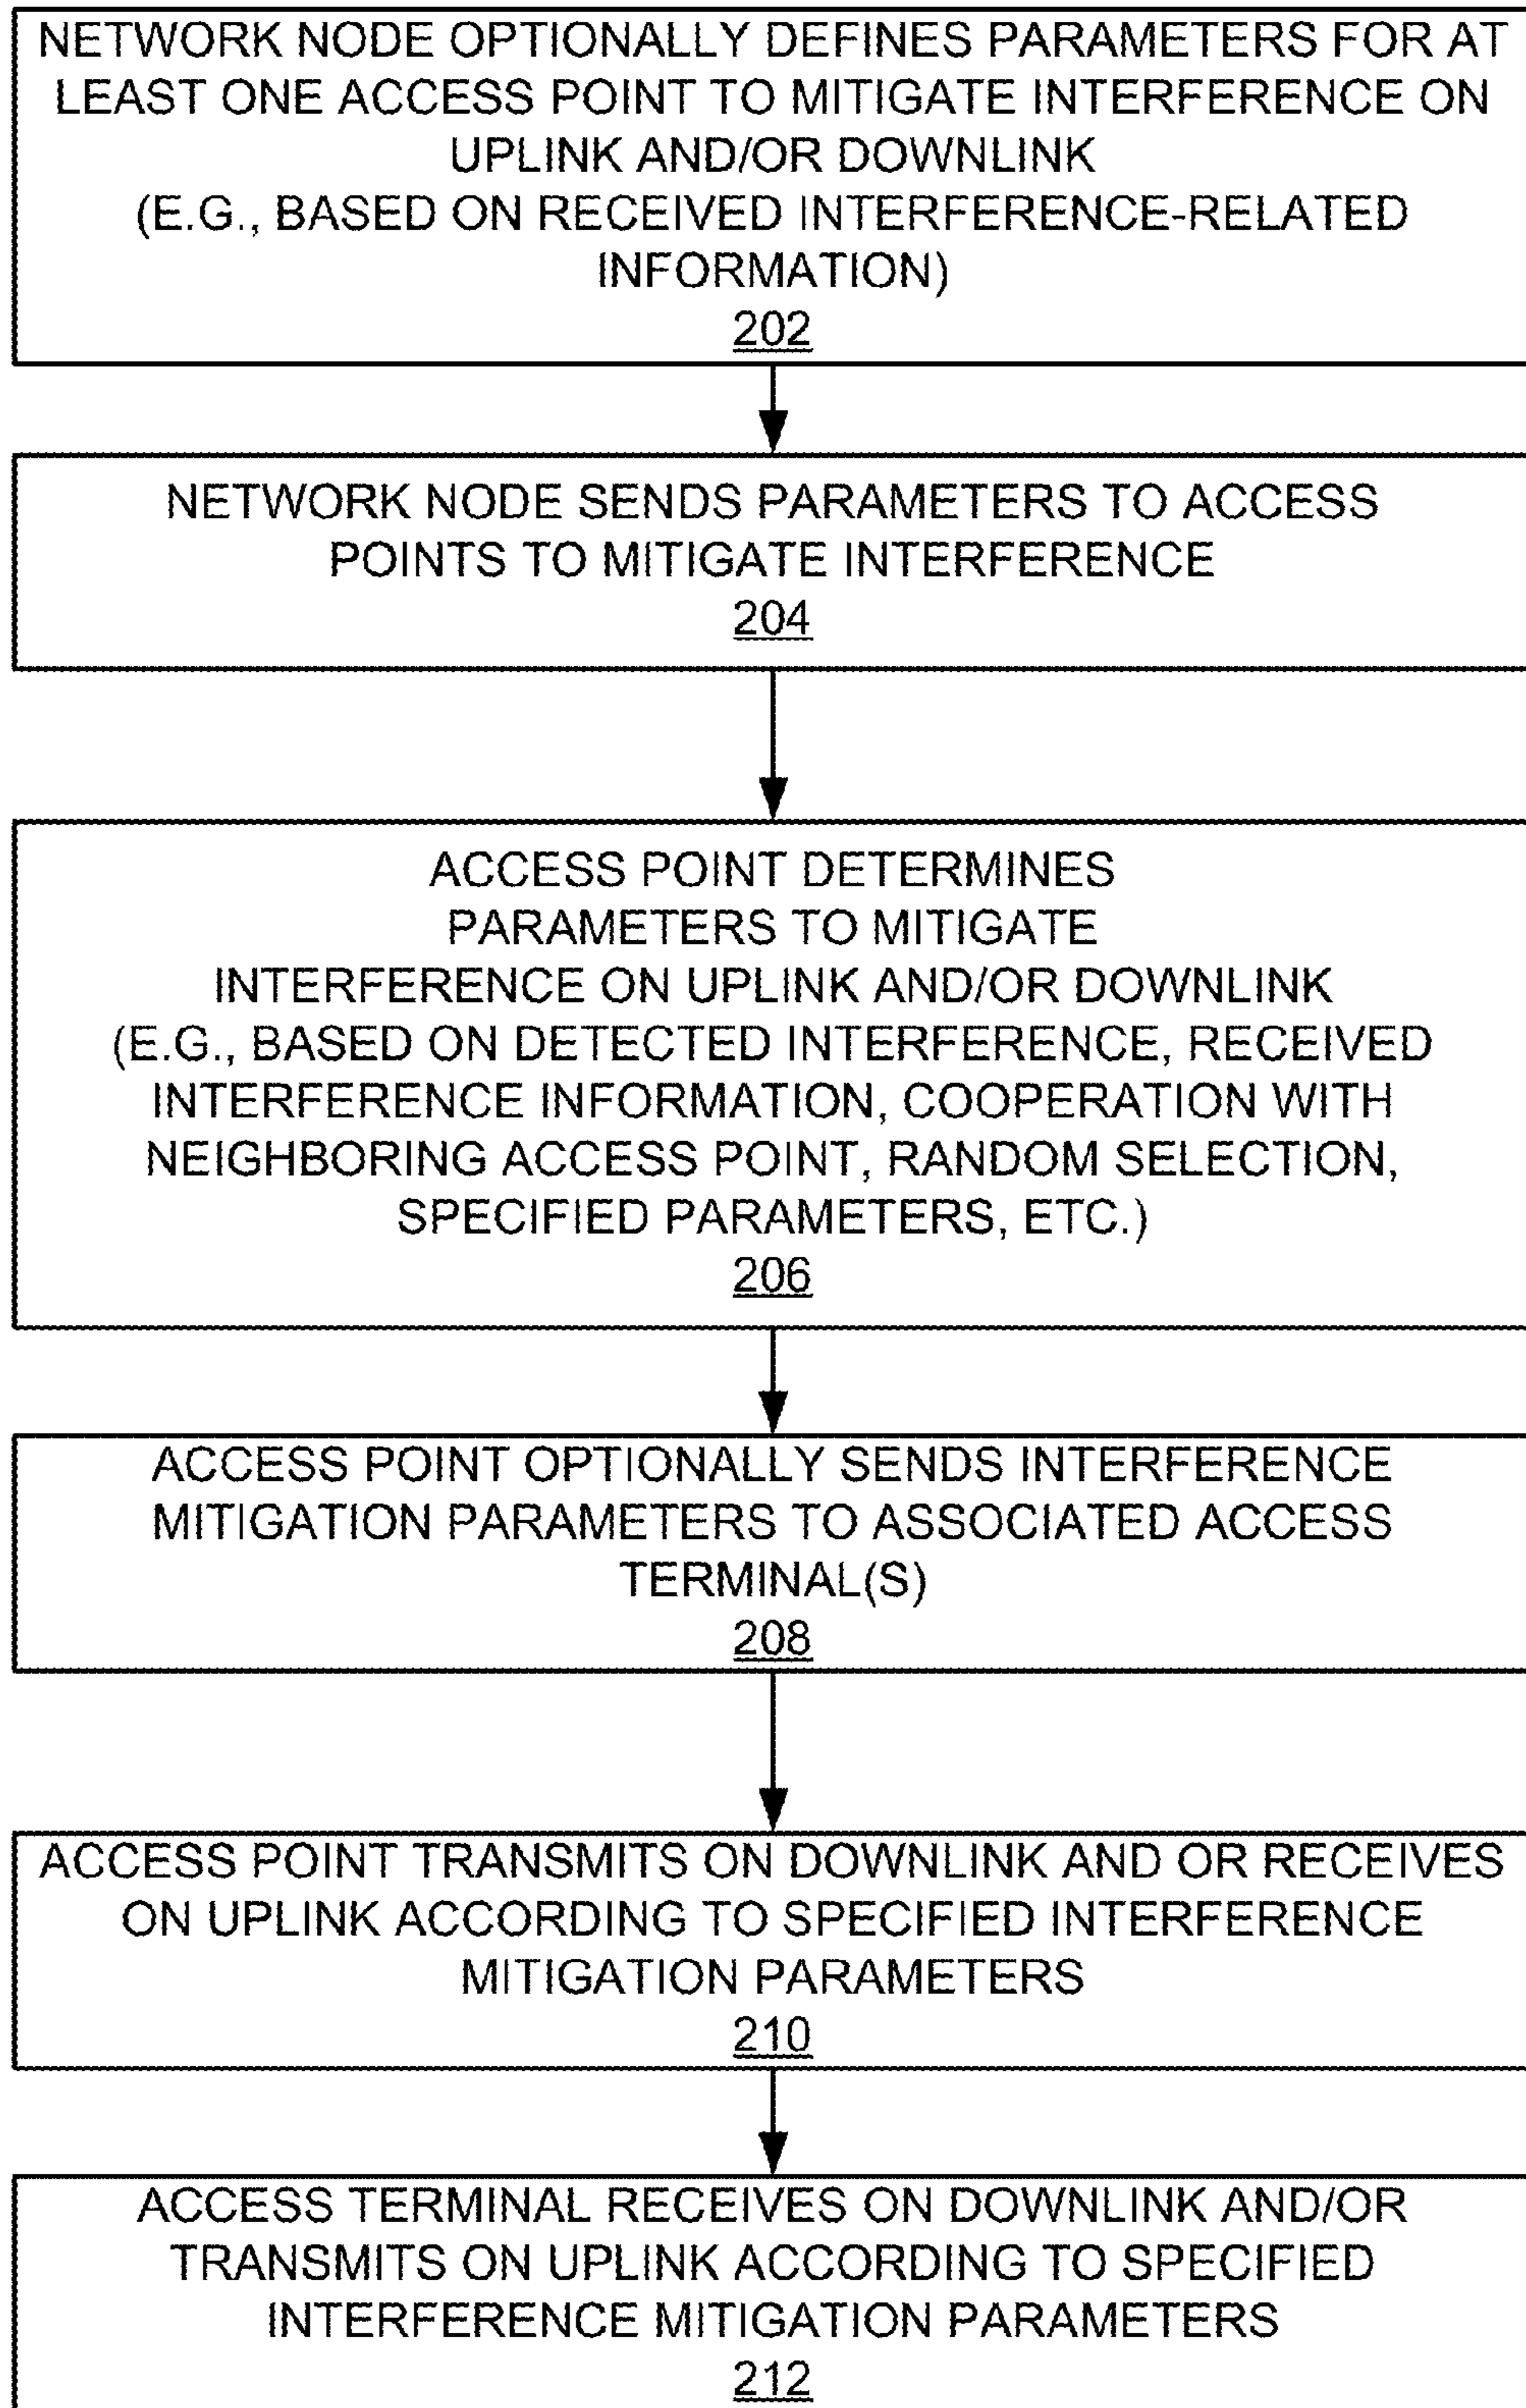 NETWORK NODE OPTIONALLY DEFINES PARAMETERS FOR AT
LEAST ONE ACCESS POINT TO MITIGATE INTERFERENCE ON
UPLINK AND/OR DOWNLINK
(E.G., BASED ON RECEIVED INTERFERENCE-RELATED
INFORMATION)
202
NETWORK NODE SENDS PARAMETERS TO ACCESS
POINTS TO MITIGATE INTERFERENCE
204
ACCESS POINT DETERMINES
PARAMETERS TO MITIGATE
INTERFERENCE ON UPLINK AND/OR DOWNLINK
(E.G., BASED ON DETECTED INTERFERENCE, RECEIVED
INTERFERENCE INFORMATION, COOPERATION WITH
NEIGHBORING ACCESS POINT, RANDOM SELECTION,
SPECIFIED PARAMETERS, ETC.)
206
ACCESS POINT OPTIONALLY SENDS INTERFERENCE
MITIGATION PARAMETERS TO ASSOCIATED ACCESS
TERMINAL(S)
208
ACCESS POINT TRANSMITS ON DOWNLINK AND OR RECEIVES
ON UPLINK ACCORDING TO SPECIFIED INTERFERENCE
MITIGATION PARAMETERS
210
ACCESS TERMINAL RECEIVES ON DOWNLINK AND/OR
TRANSMITS ON UPLINK ACCORDING TO SPECIFIED
INTERFERENCE MITIGATION PARAMETERS
212